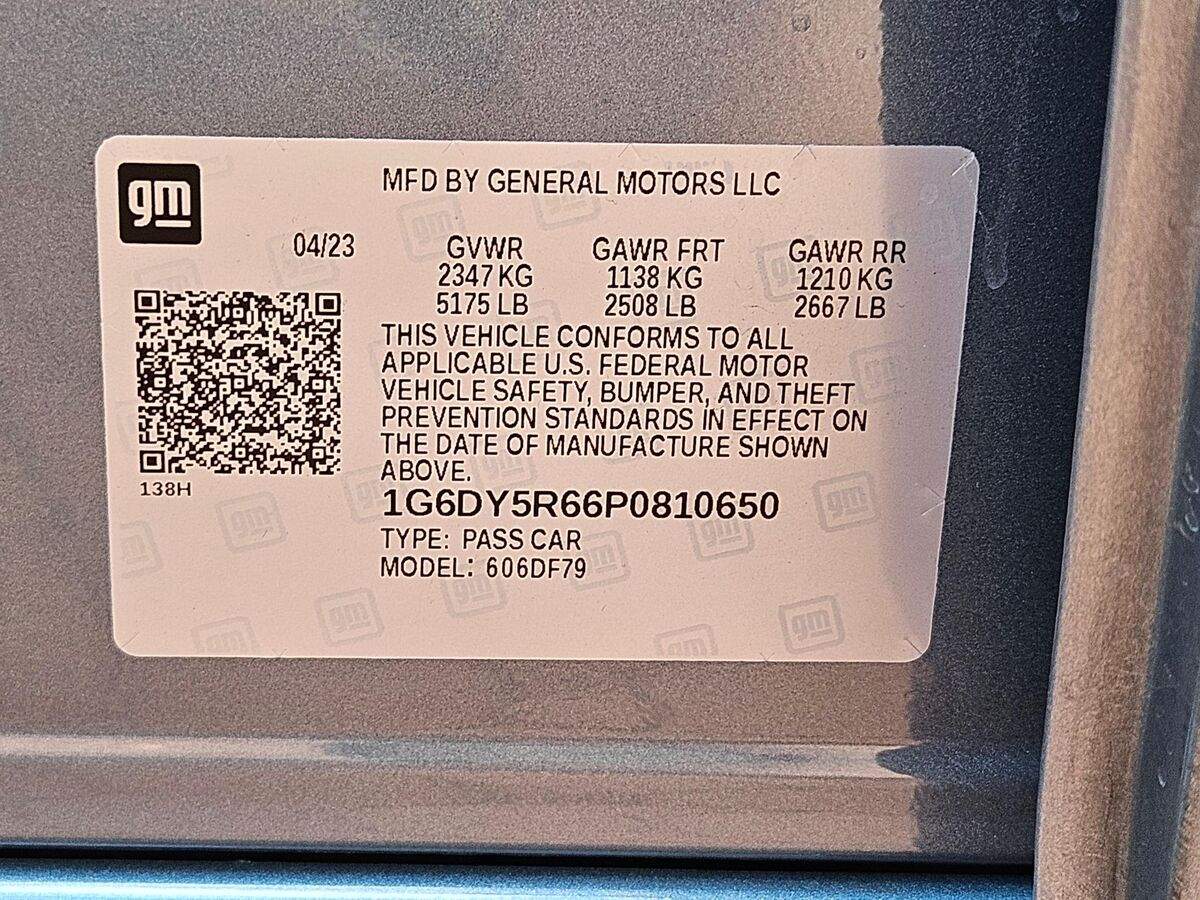 gm
MFD BY GENERAL MOTORS LLC
04/23 GVWR GAWR FRT GAWR RR
2347 KG 1138 KG 1210 KG
5175 LB 2508 LB 2667 LB
THIS VEHICLE CONFORMS TO ALL
APPLICABLE U.S. FEDERAL MOTOR
VEHICLE SAFETY, BUMPER, AND THEFT
PREVENTION STANDARDS IN EFFECT ON
THE DATE OF MANUFACTURE SHOWN
ABOVE.
138H
1G6DY5R66P0810650
TYPE: PASS CAR
MODEL: 606DF79